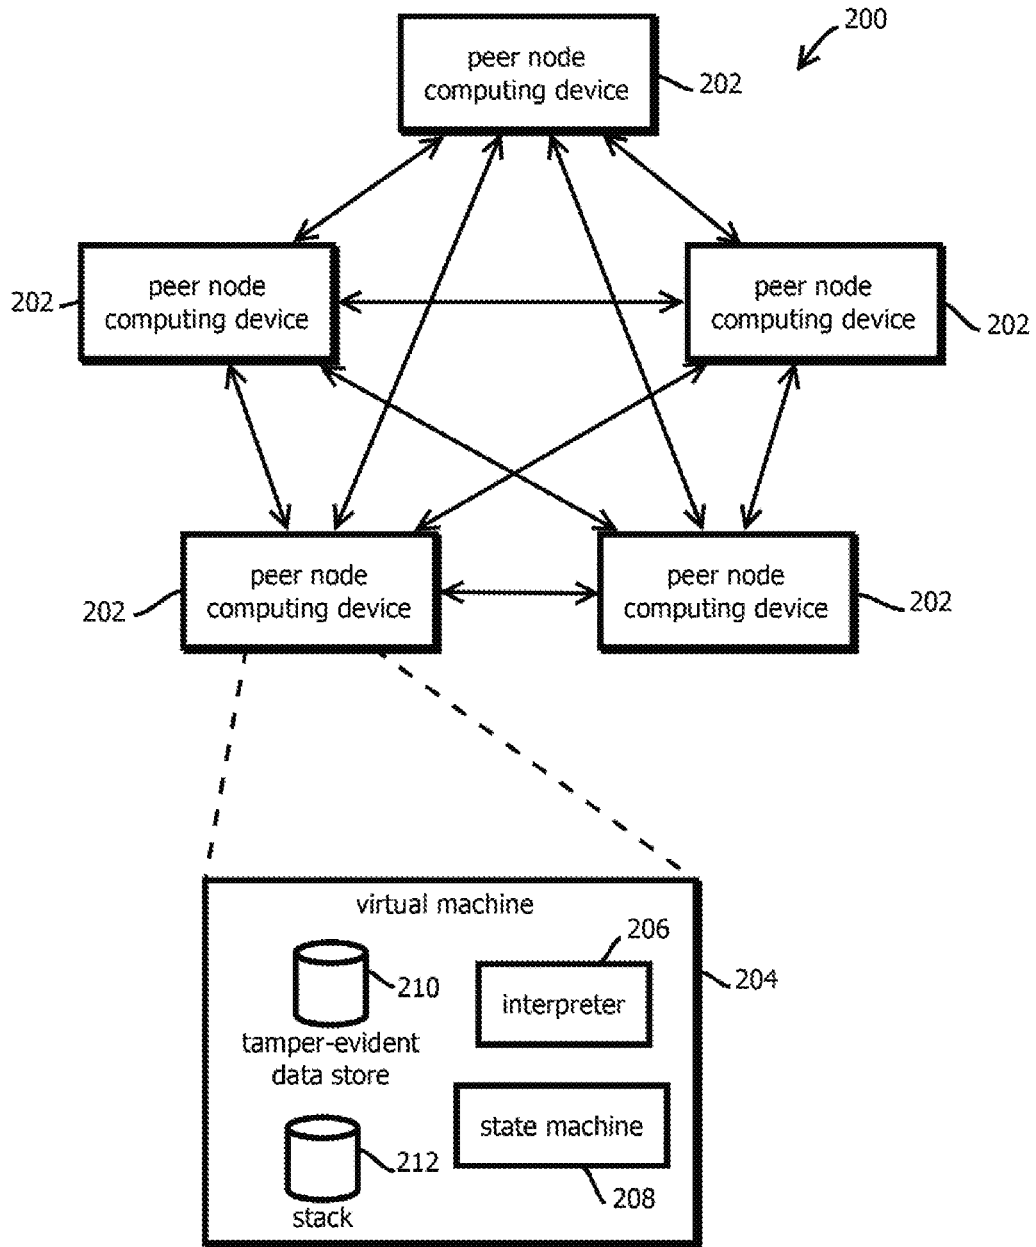 200
peer node
computing device
202
peer node
computing device
202
peer node
computing device
202
peer node
computing device
202
peer node
computing device
202
virtual machine
204
206
interpreter
210
tamper-evident
data store
state machine
208
212
stack